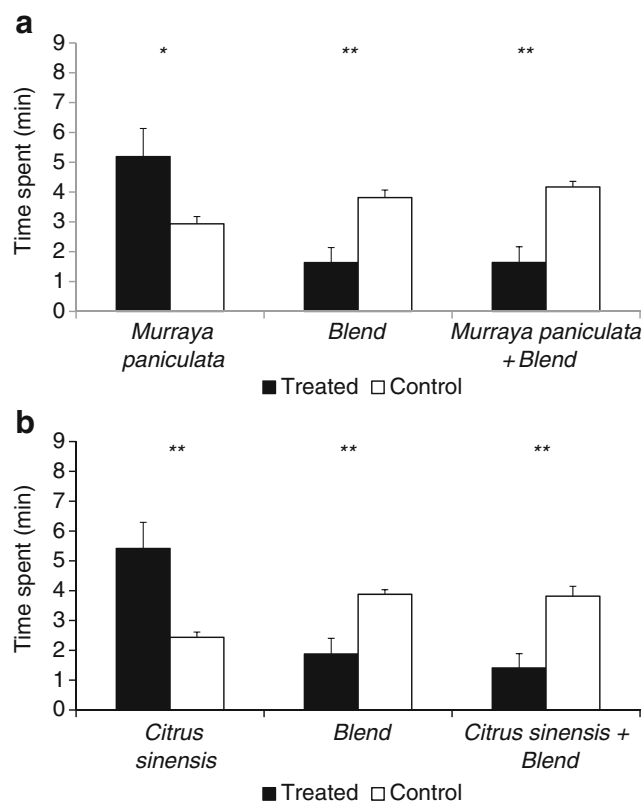 a
9
8
7
6
5
4
3
2
1
0
Time spent (min)
* ** **
Murraya paniculata
Blend
Murraya paniculata + Blend
Treated Control
b
9
8
7
6
5
4
3
2
1
0
Time spent (min)
** ** **
Citrus sinensis
Blend
Citrus sinensis + Blend
Treated Control